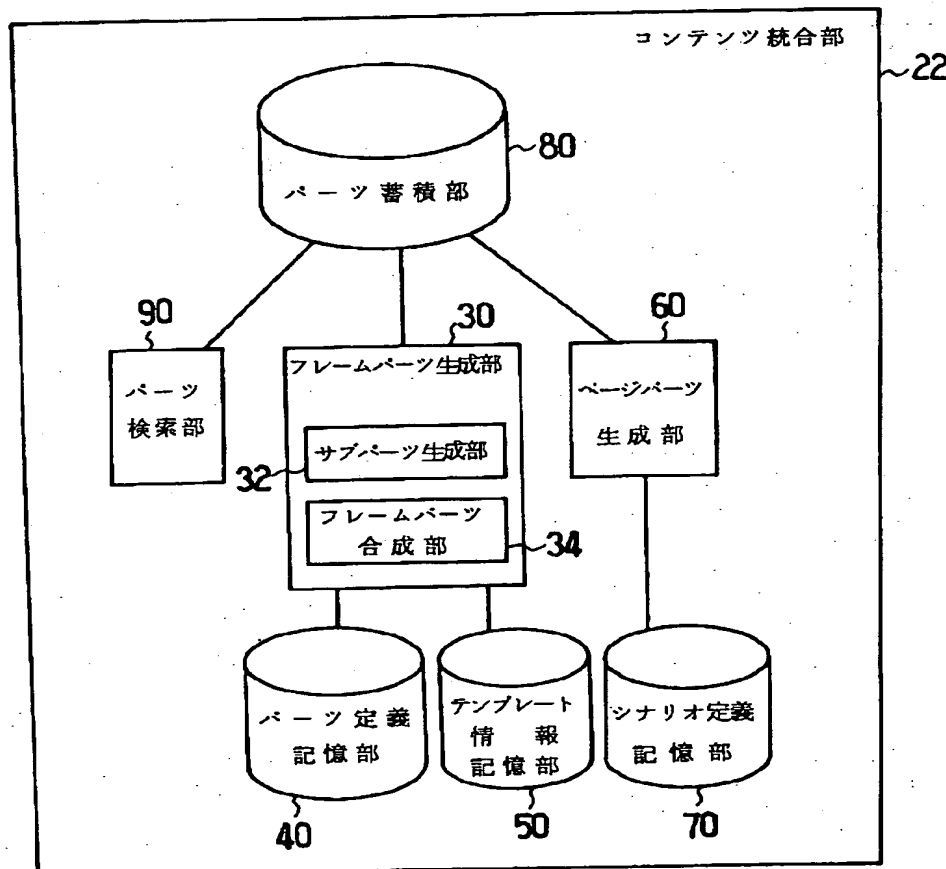 コンテンツ統合部
22
80
パーツ蓄積部
90
30
60
パーツ
検索部
フレームパーツ生成部
ページパーツ
生成部
サブパーツ生成部
32
フレームパーツ
合成部
34
パーツ定義
記憶部
テンプレート
情報
記憶部
シナリオ定義
記憶部
40
50
70